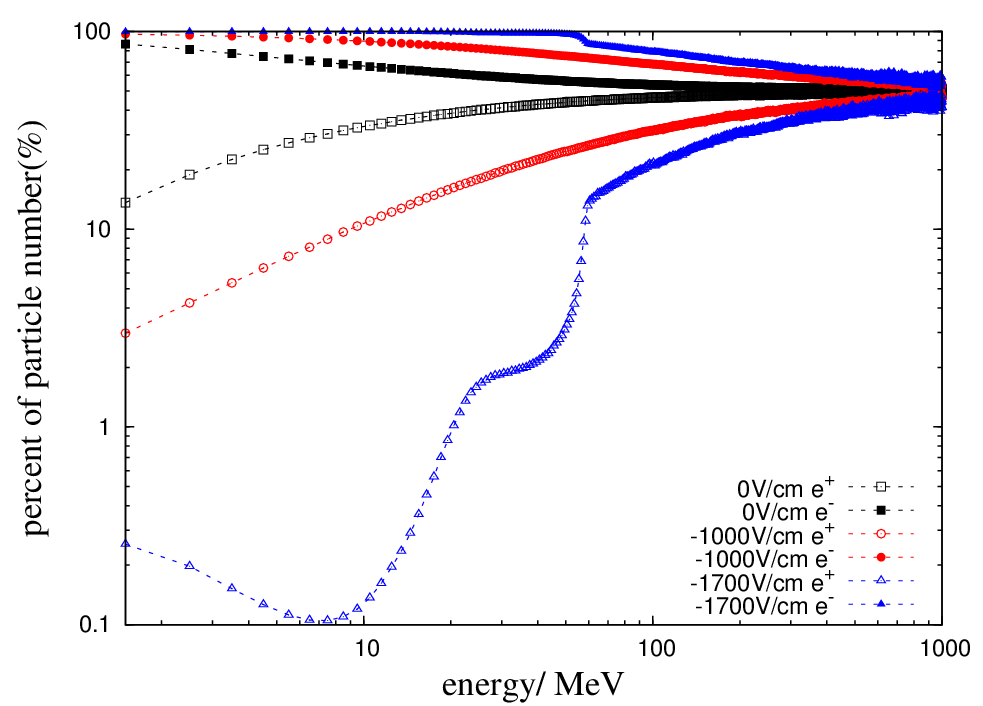 100
10
1
0.1
percent of particle number(%)
0V/cm e+
0V/cm e-
-1000V/cm e+
-1000V/cm e-
-1700V/cm e+
-1700V/cm e-
10 100 1000
energy/ MeV